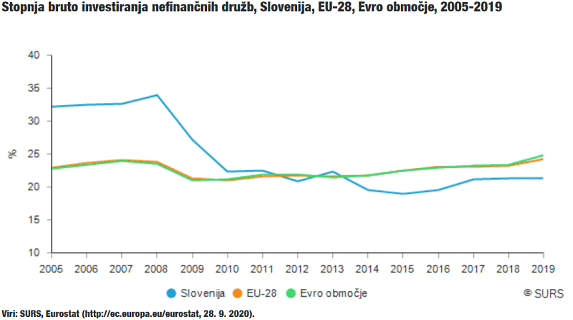 Stopnja bruto investiranja nefinančnih družb, Slovenija, EU-28, Evro območje, 2005-2019
40
35
30
25
20
15
10
%
2005 2006 2007 2008 2009 2010 2011 2012 2013 2014 2015 2016 2017 2018 2019
Slovenija EU-28 Evro območje
© SURS
Viri: SURS, Eurostat (http://ec.europa.eu/eurostat, 28. 9. 2020).